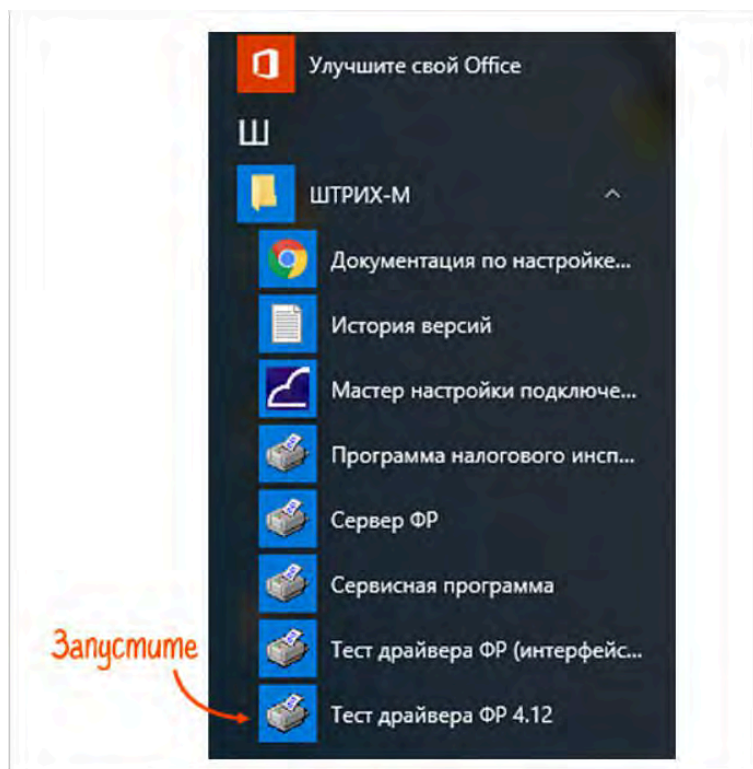 Улучшите свой Office
Ш
ШТРИХ-М
Документация по настройке...
История версий
Мастер настройки подключе...
Программа налогового инсп...
Сервер ФР
Сервисная программа
Запустите
Тест драйвера ФР (интерфейс...
Тест драйвера ФР 4.12